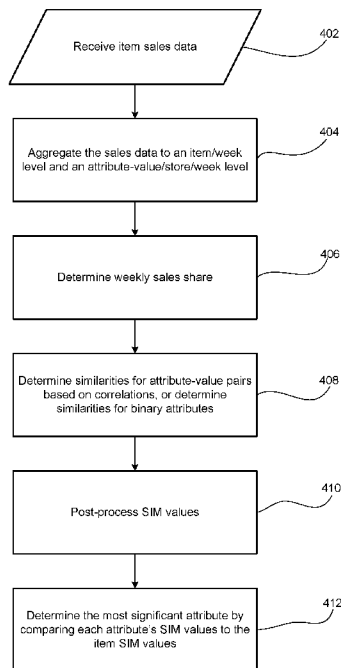 Receive item sales data
402
Aggregate the sales data to an item/week
level and an attribute-value/store/week level
404
Determine weekly sales share
406
Determine similarities for attribute-value pairs
based on correlations, or determine
similarities for binary attributes
408
Post-process SIM values
410
Determine the most significant attribute by
comparing each attribute's SIM values to the
item SIM values
412